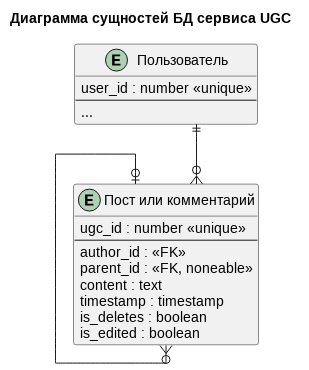 Диаграмма сущностей БД сервиса UGC
E Пользователь
user_id : number «unique»
...
E Пост или комментарий
ugc_id : number «unique»
author_id : «FK»
parent_id : «FK, noneable»
content : text
timestamp : timestamp
is_deletes : boolean
is_edited : boolean